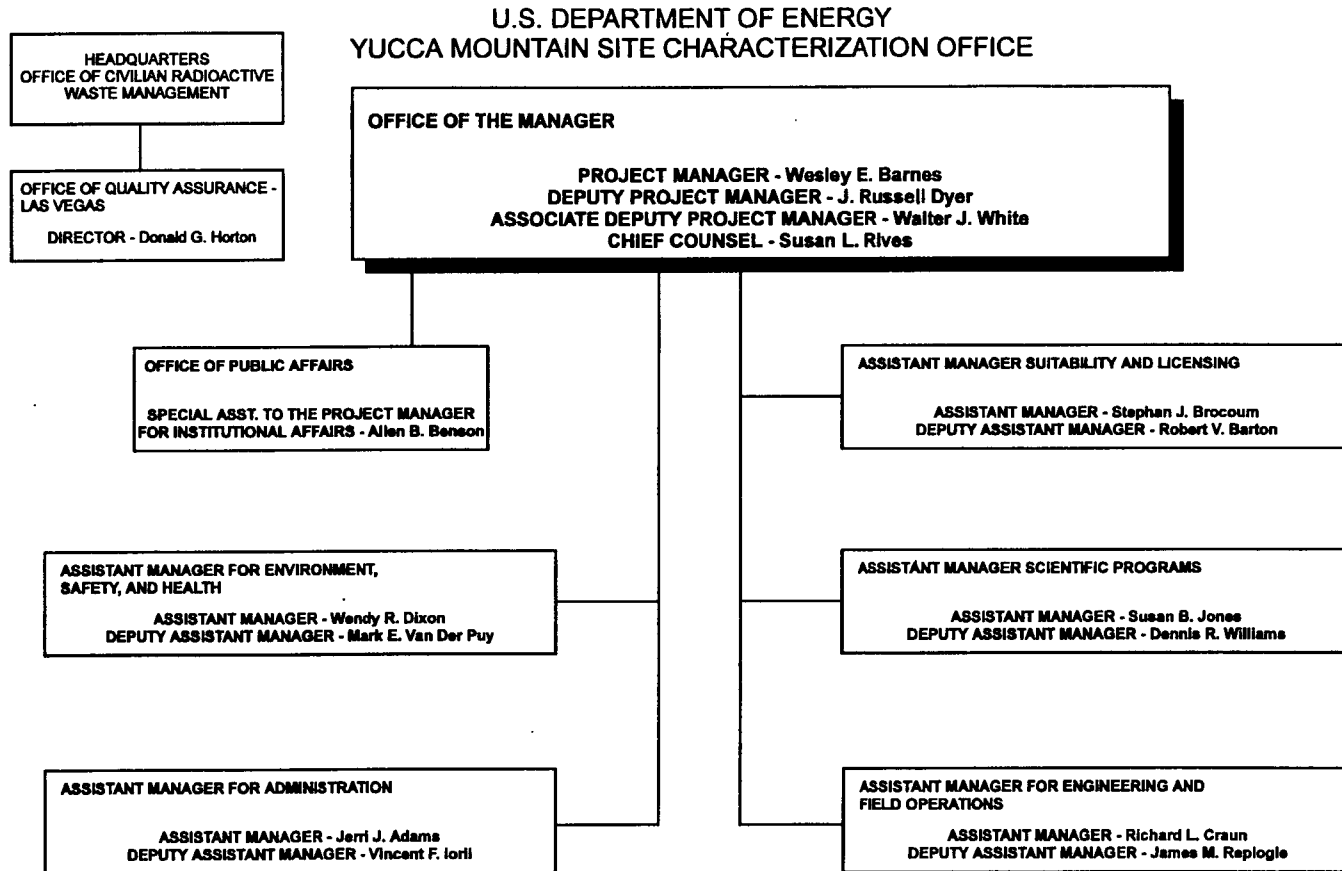 U.S. DEPARTMENT OF ENERGY
YUCCA MOUNTAIN SITE CHARACTERIZATION OFFICE
HEADQUARTERS
OFFICE OF CIVILIAN RADIOACTIVE
WASTE MANAGEMENT
OFFICE OF QUALITY ASSURANCE -
LAS VEGAS
DIRECTOR - Donald G. Horton
OFFICE OF THE MANAGER
PROJECT MANAGER - Wesley E. Barnes
DEPUTY PROJECT MANAGER - J. Russell Dyer
ASSOCIATE DEPUTY PROJECT MANAGER - Walter J. White
CHIEF COUNSEL - Susan L. Rives
OFFICE OF PUBLIC AFFAIRS
SPECIAL ASST. TO THE PROJECT MANAGER
FOR INSTITUTIONAL AFFAIRS - Allen B. Benson
ASSISTANT MANAGER SUITABILITY AND LICENSING
ASSISTANT MANAGER - Stephan J. Brocoum
DEPUTY ASSISTANT MANAGER - Robert V. Barton
ASSISTANT MANAGER FOR ENVIRONMENT,
SAFETY, AND HEALTH
ASSISTANT MANAGER - Wendy R. Dixon
DEPUTY ASSISTANT MANAGER - Mark E. Van Der Puy
ASSISTANT MANAGER SCIENTIFIC PROGRAMS
ASSISTANT MANAGER - Susan B. Jones
DEPUTY ASSISTANT MANAGER - Dennis R. Williams
ASSISTANT MANAGER FOR ADMINISTRATION
ASSISTANT MANAGER - Jerri J. Adams
DEPUTY ASSISTANT MANAGER - Vincent F. Iorii
ASSISTANT MANAGER FOR ENGINEERING AND
FIELD OPERATIONS
ASSISTANT MANAGER - Richard L. Craun
DEPUTY ASSISTANT MANAGER - James M. Replogle